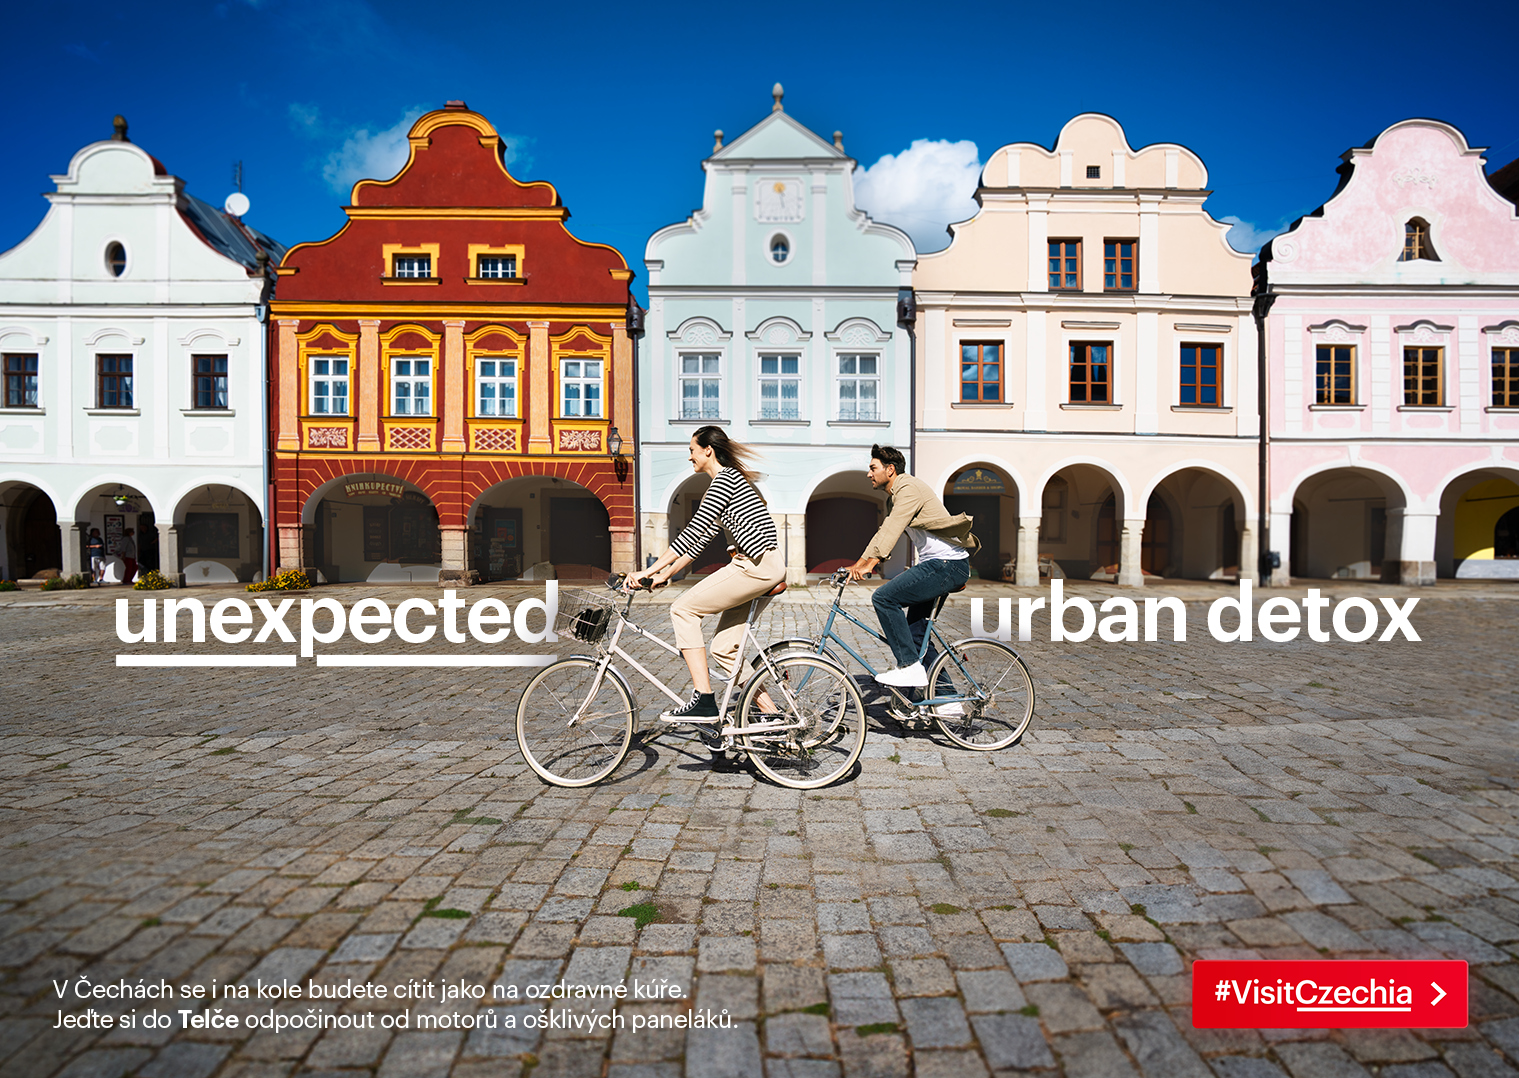 KNIHKUPECTVÍ
unexpected urban detox
V Čechách se i na kole budete cítit jako na ozdravné kúře.
Jeďte si do Telče odpočinout od motorů a ošklivých paneláků.
#VisitCzechia